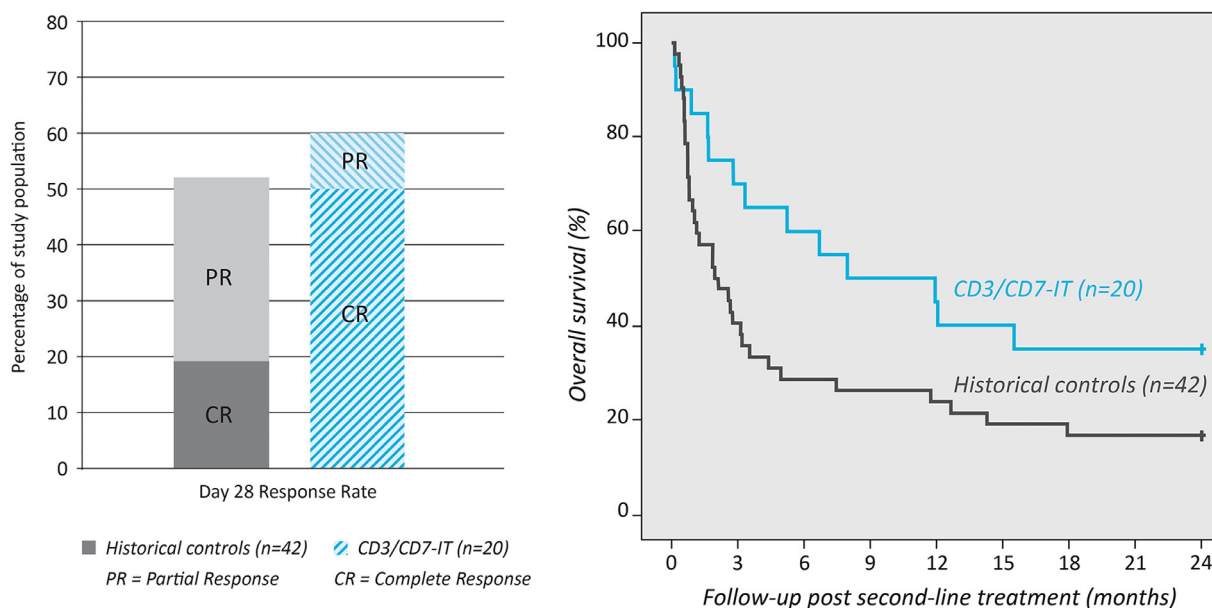 Percentage of study population
80
70
60
50
40
30
20
10
0
PR
CR
PR
CR
Day 28 Response Rate
Historical controls (n=42)
CD3/CD7-IT (n=20)
PR = Partial Response
CR = Complete Response
Overall survival (%)
100
80
60
40
20
0
CD3/CD7-IT (n=20)
Historical controls (n=42)
0
3
6
9
12
15
18
21
24
Follow-up post second-line treatment (months)